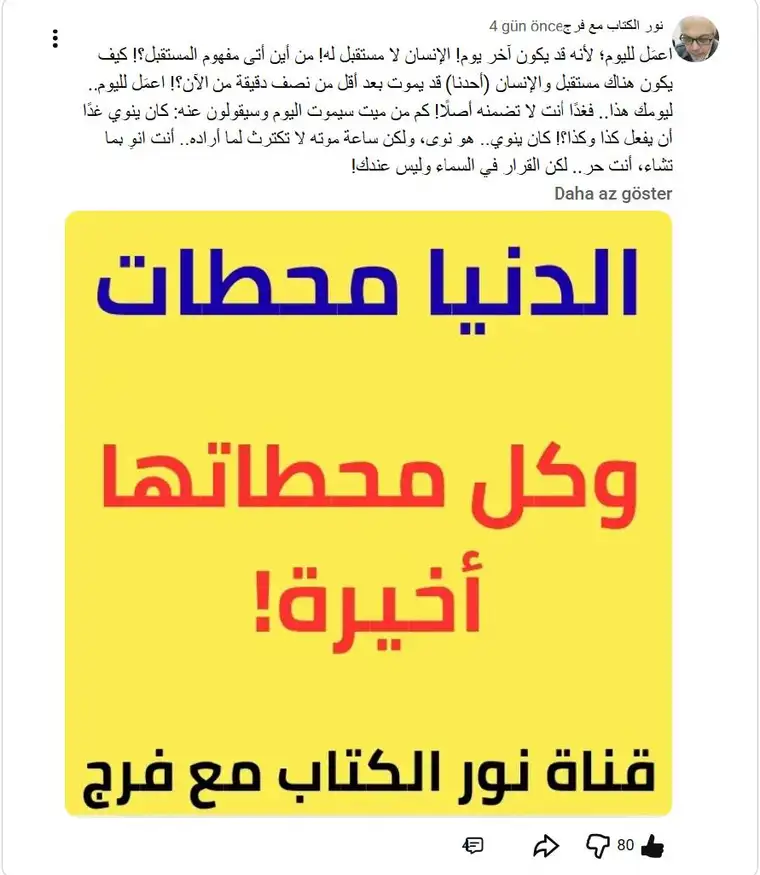 نور الكتاب مع فرج 4 gün önce
اعمَل لليوم؛ لأنه قد يكون آخر يوم! الإنسان لا مستقبل له! من أين أتى مفهوم المستقبل؟! كيف
يكون هناك مستقبل والإنسان (أحدنا) قد يموت بعد أقل من نصف دقيقة من الآن؟! اعمَل لليوم..
ليومك هذا.. فغدًا أنت لا تضمنه أصلًا! كم من ميت سيموت اليوم وسيقولون عنه: كان ينوي غدًا
أن يفعل كذا وكذا؟! كان ينوي.. هو نوى، ولكن ساعة موته لا تكترث لما أراده.. أنت انوِ بما
تشاء، أنت حر.. لكن القرار في السماء وليس عندك!
Daha az göster
الدنيا محطات
وكل محطاتها
أخيرة!
قناة نور الكتاب مع فرج
80
4